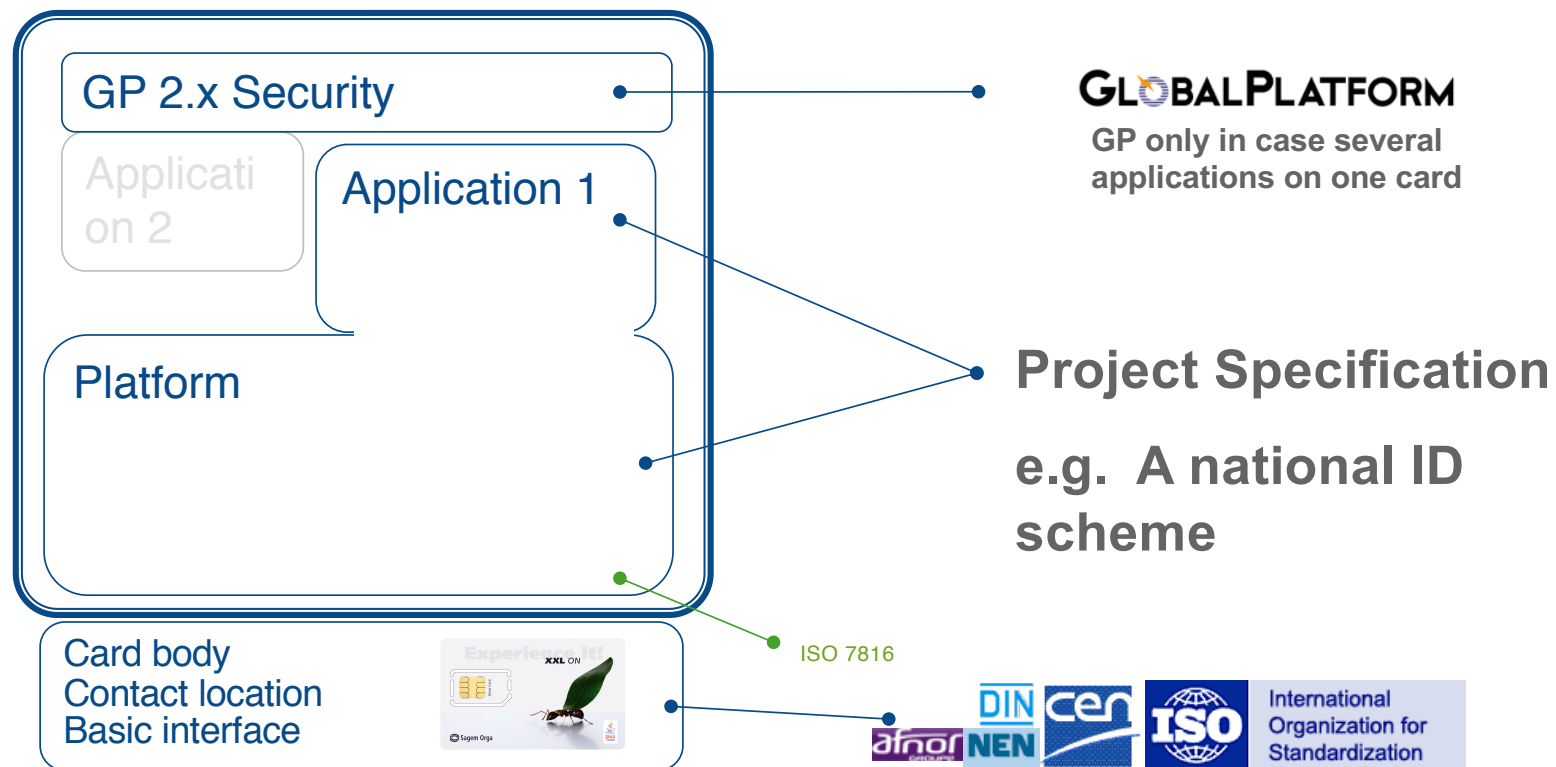 GP 2.x Security
GLOBALPLATFORM
GP only in case several
applications on one card
Applicati
on 2
Application 1
Platform
Project Specification
e.g. A national ID
scheme
ISO 7816
Card body
Contact location
Basic interface
Experience it!
XXL ON
Sagem Orga
Java
DIN
cen
afnor
GROUPE
NEN
ISO
International
Organization for
Standardization